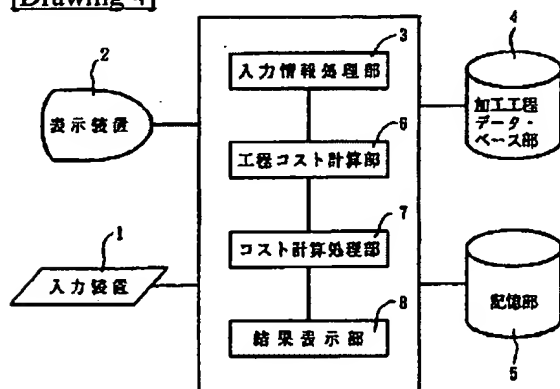 [Drawing 4]
2
表示装置
1
入力装置
3
入力情報処理部
6
工程コスト計算部
7
コスト計算処理部
8
結果表示部
4
加工工程
データ・
ベース部
記憶部
5